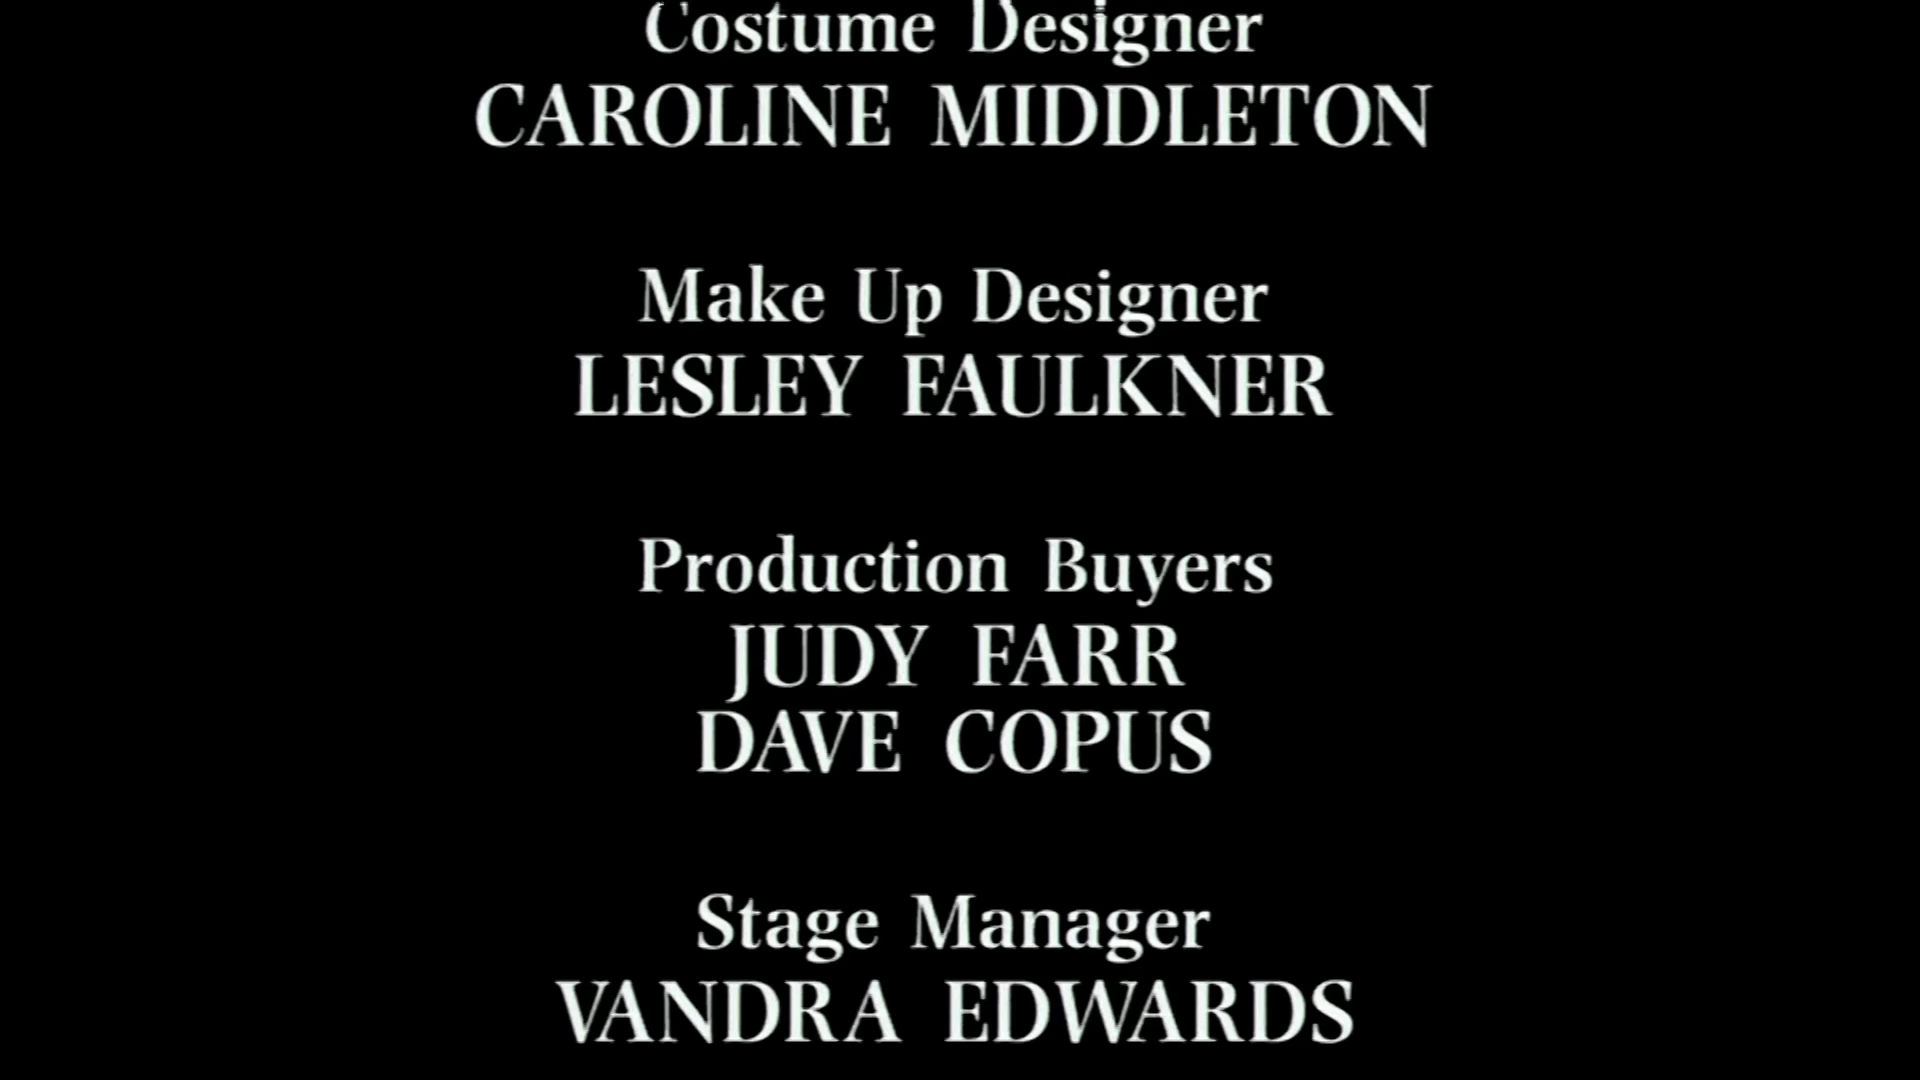 Costume Designer
CAROLINE MIDDLETON
Make Up Designer
LESLEY FAULKNER
Production Buyers
JUDY FARR
DAVE COPUS
Stage Manager
VANDRA EDWARDS